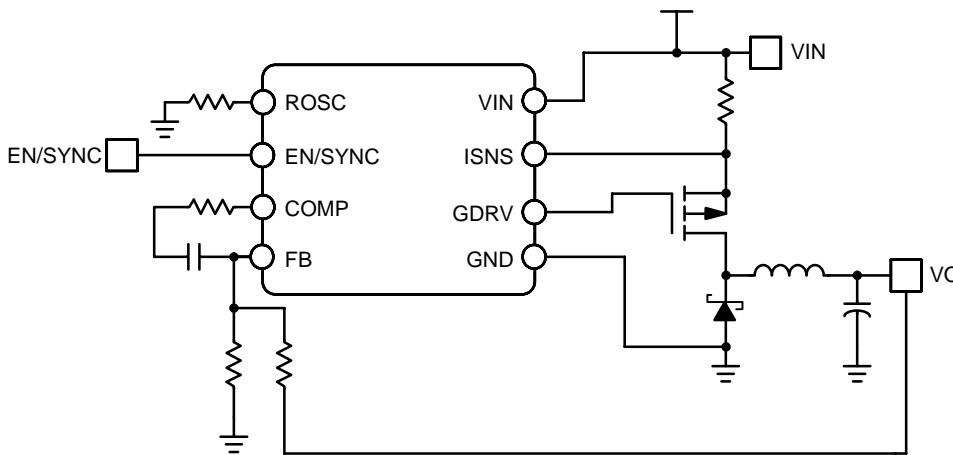 VIN
ROSC
VIN
EN/SYNC
EN/SYNC
ISNS
COMP
GDRV
FB
GND